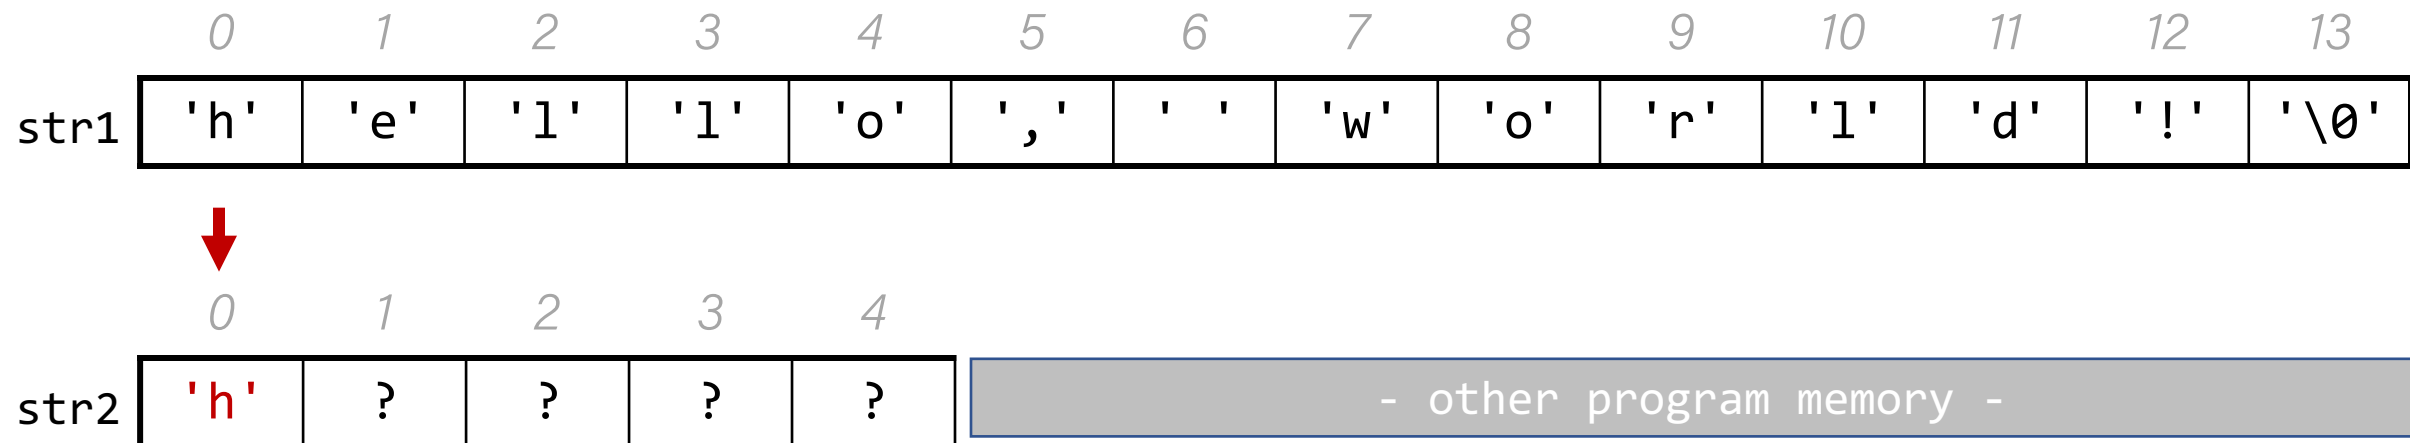 0 1 2 3 4 5 6 7 8 9 10 11 12 13
str1 'h' 'e' 'l' 'l' 'o' ',' ' ' 'w' 'o' 'r' 'l' 'd' '!' '\0'
0 1 2 3 4
str2 'h' ? ? ? ? - other program memory -